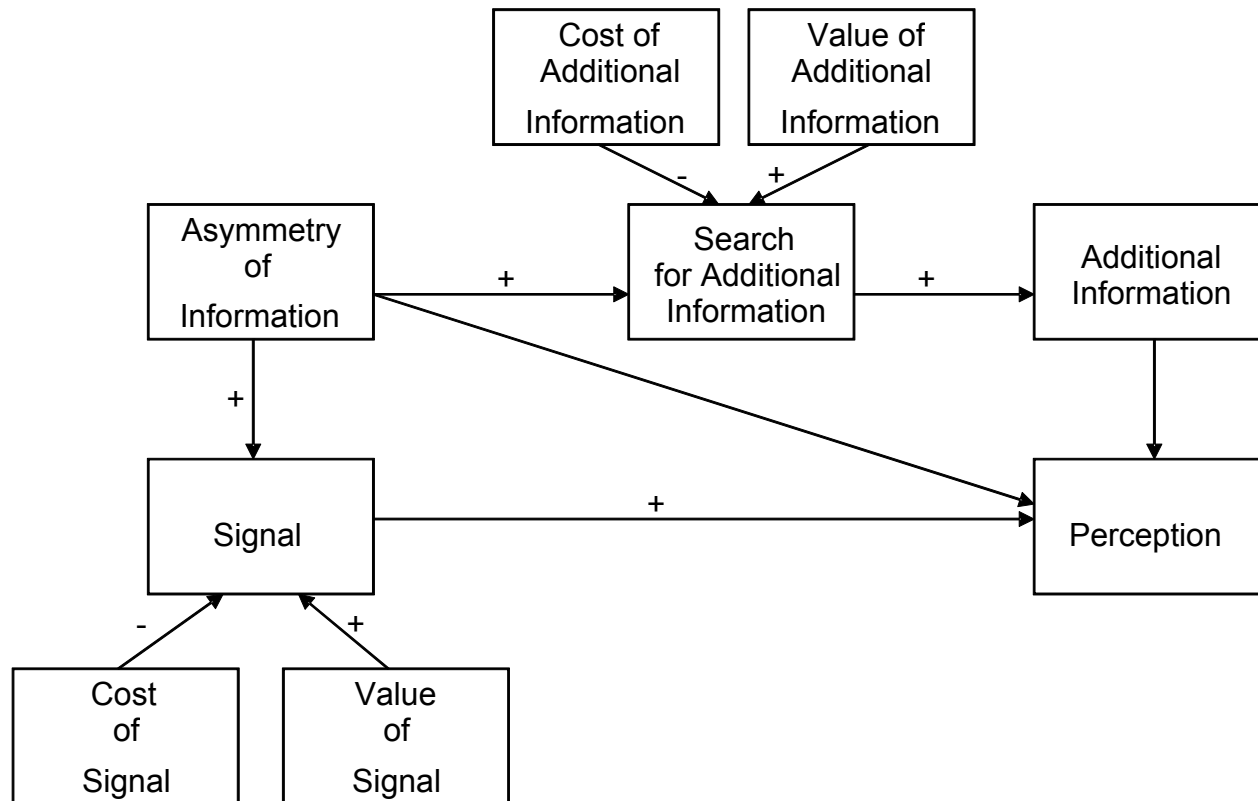 Cost of
Additional
Information
Value of
Additional
Information
-
+
Asymmetry
of
Information
+
Search
for Additional
Information
+
Additional
Information
+
Signal
+
Perception
-
+
Cost
of
Signal
Value
of
Signal